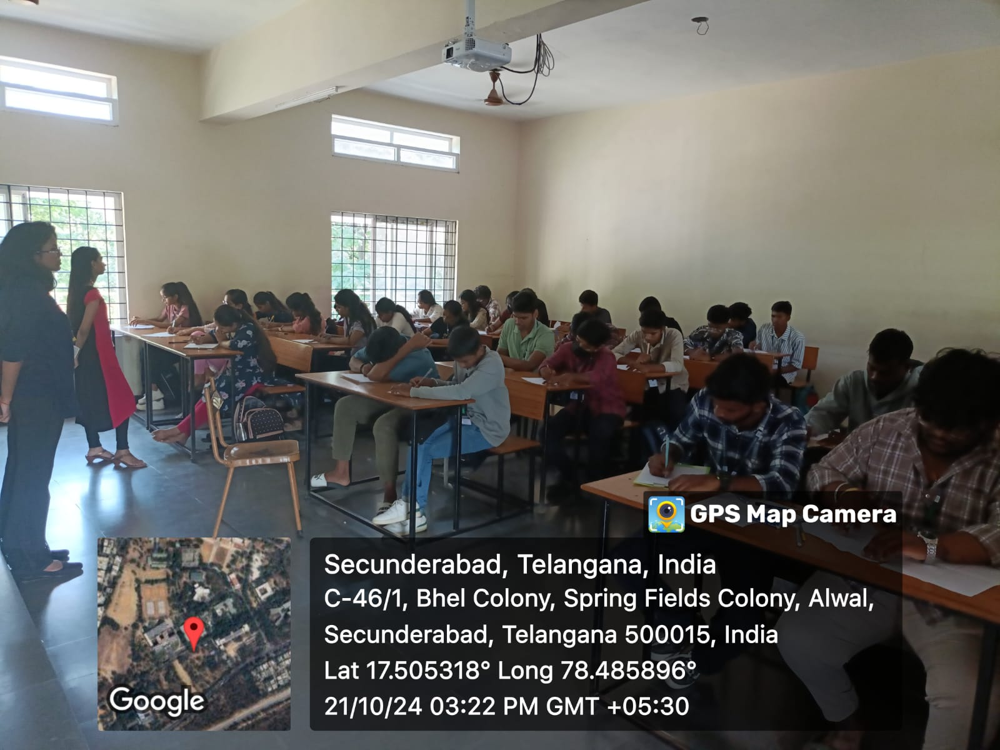 GPS Map Camera
Secunderabad, Telangana, India
C-46/1, Bhel Colony, Spring Fields Colony, Alwal,
Secunderabad, Telangana 500015, India
Lat 17.505318° Long 78.485896°
21/10/24 03:22 PM GMT +05:30
Google